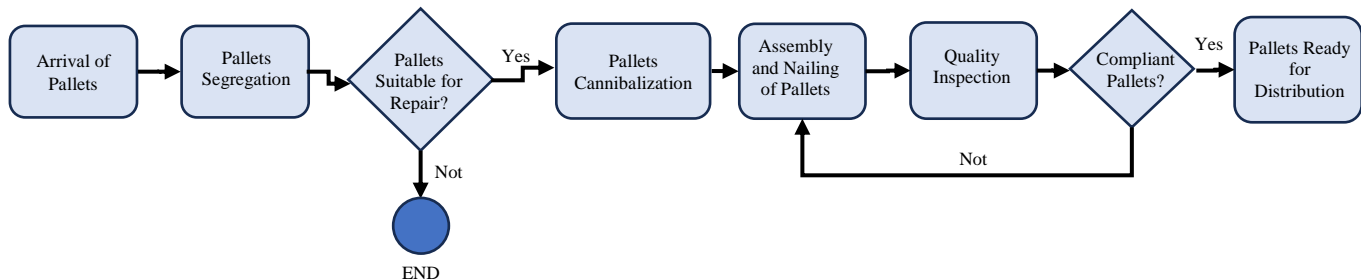 Arrival of
Pallets
Pallets
Segregation
Pallets
Suitable for
Repair?
Yes
Not
END
Pallets
Cannibalization
Assembly
and Nailing
of Pallets
Quality
Inspection
Compliant
Pallets?
Yes
Not
Pallets Ready
for
Distribution